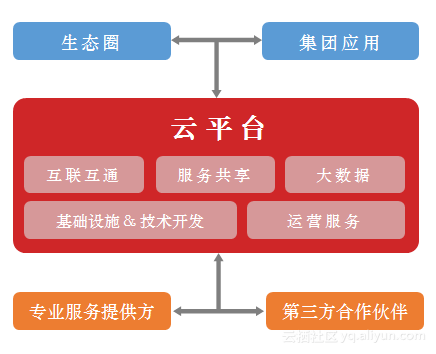 生态圈
集团应用
云平台
互联互通
服务共享
大数据
基础设施&技术开发
运营服务
专业服务提供方
第三方合作伙伴
云栖社区 yq.aliyun.com